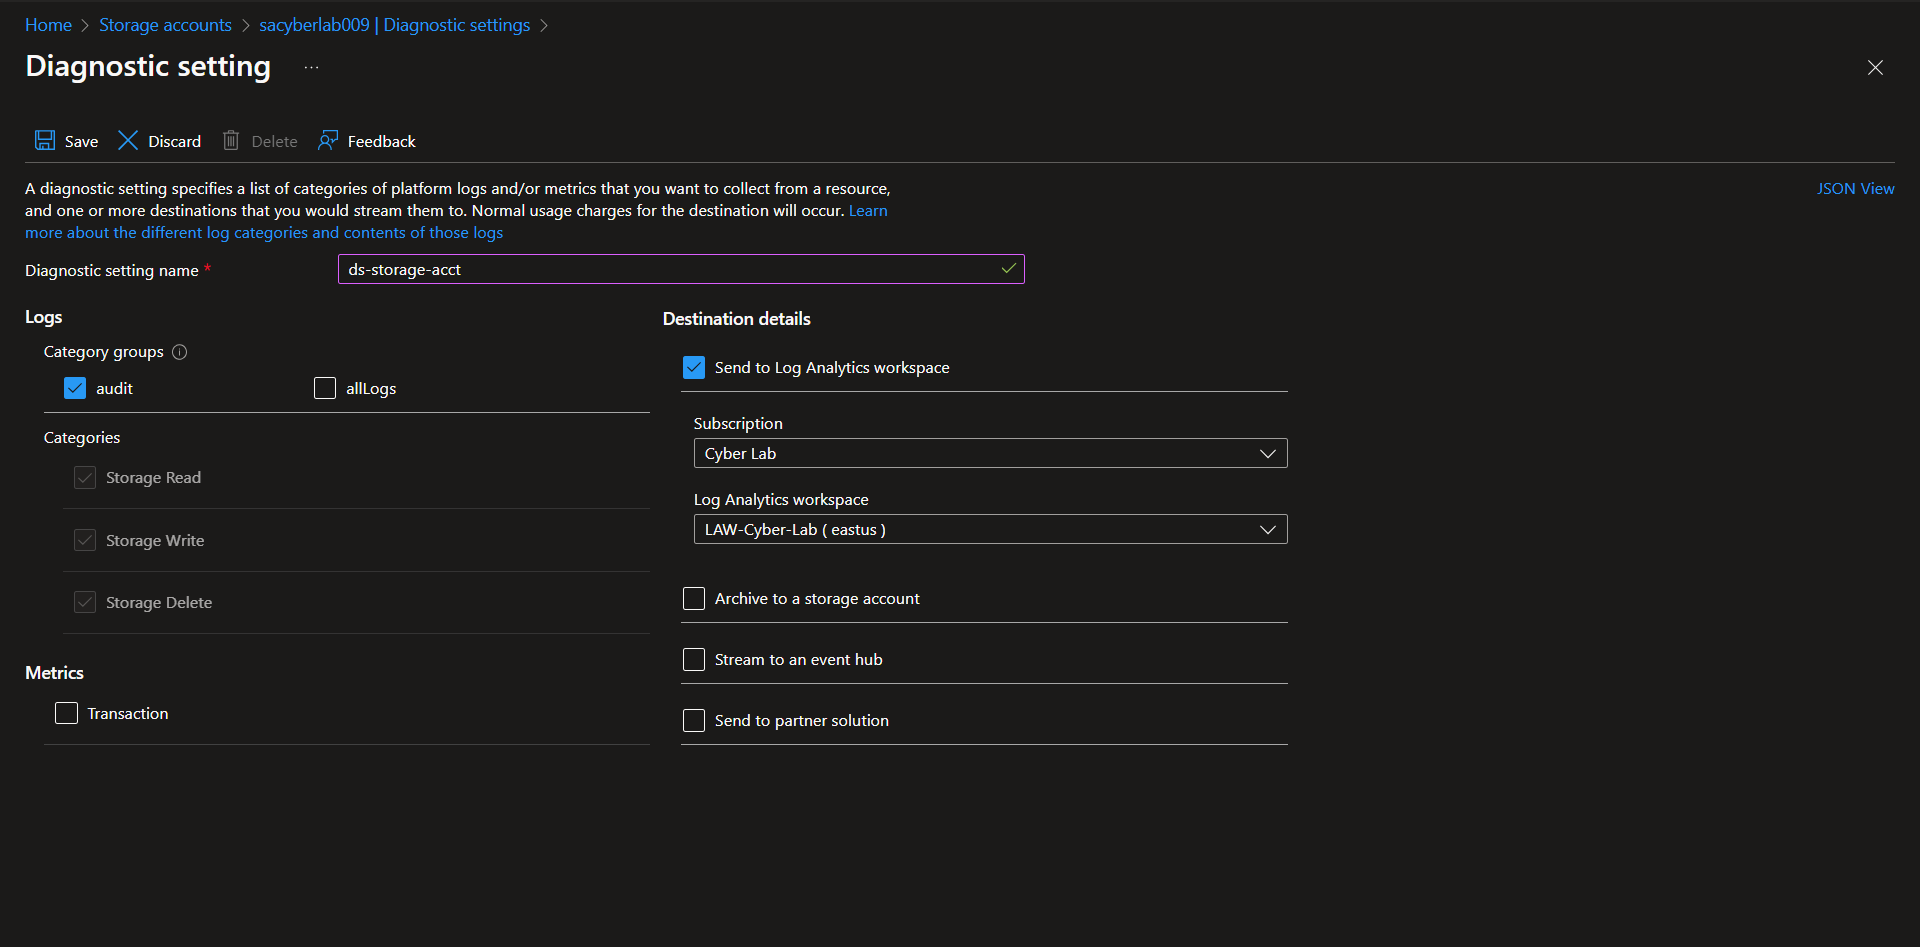 Home > Storage accounts > sacyberlab009 | Diagnostic settings >
Diagnostic setting ...
Save Discard Delete Feedback
A diagnostic setting specifies a list of categories of platform logs and/or metrics that you want to collect from a resource,
and one or more destinations that you would stream them to. Normal usage charges for the destination will occur. Learn
more about the different log categories and contents of those logs
JSON View
Diagnostic setting name *
ds-storage-acct
Logs
Category groups
audit
allLogs
Categories
Storage Read
Storage Write
Storage Delete
Metrics
Transaction
Destination details
Send to Log Analytics workspace
Subscription
Cyber Lab
Log Analytics workspace
LAW-Cyber-Lab ( eastus )
Archive to a storage account
Stream to an event hub
Send to partner solution